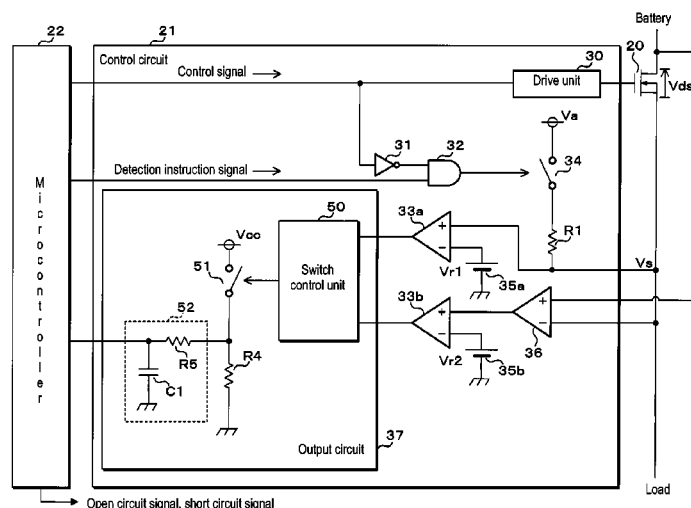 22
21
Battery
Control circuit
30
20
Control signal
Drive unit
Vds
Va
31
32
34
Detection instruction signal
Microcontroller
50
33a
R1
Vcc
Vr1
35a
Vs
51
Switch
control unit
33b
52
R5
R4
Vr2
35b
36
C1
Output circuit
37
Load
Open circuit signal, short circuit signal